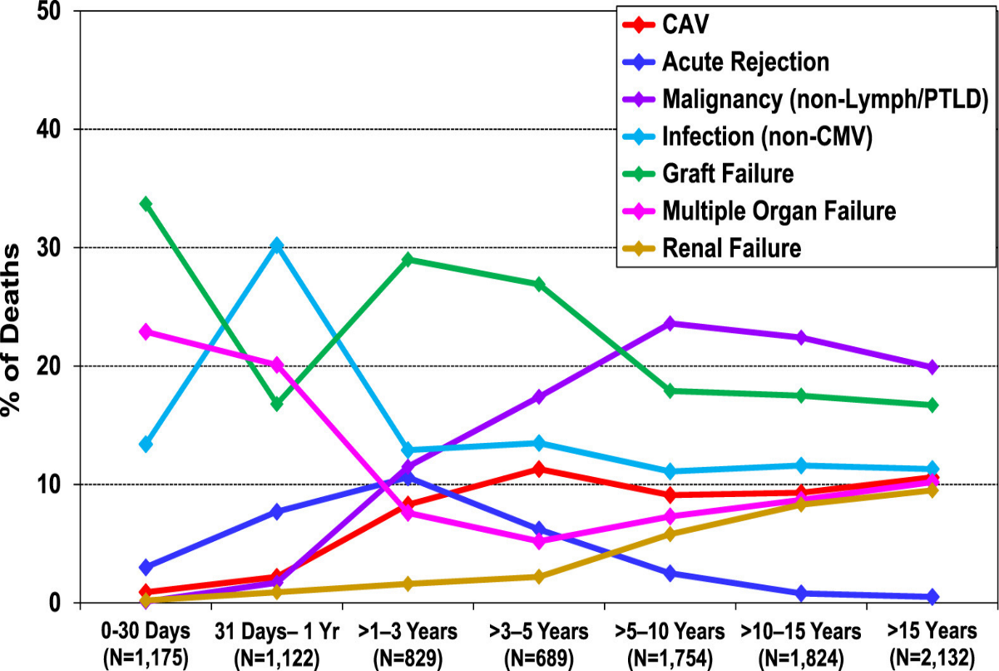 % of Deaths
50
40
30
20
10
0
CAV
Acute Rejection
Malignancy (non-Lymph/PTLD)
Infection (non-CMV)
Graft Failure
Multiple Organ Failure
Renal Failure
0-30 Days
(N=1,175)
31 Days– 1 Yr
(N=1,122)
>1–3 Years
(N=829)
>3–5 Years
(N=689)
>5–10 Years
(N=1,754)
>10–15 Years
(N=1,824)
>15 Years
(N=2,132)